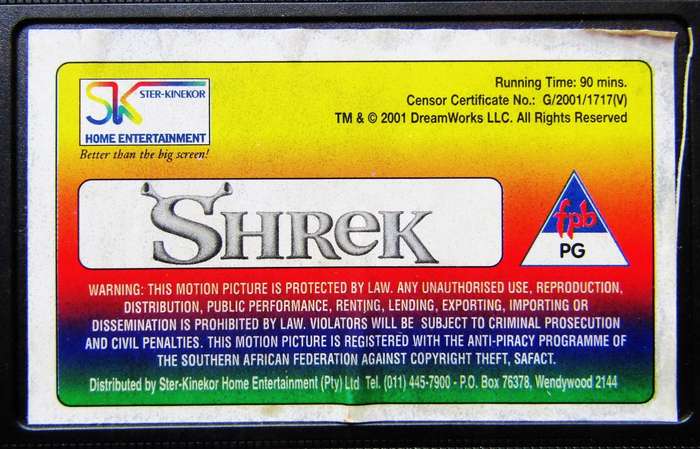 SK STER-KINEKOR
HOME ENTERTAINMENT
Better than the big screen!
Running Time: 90 mins.
Censor Certificate No.: G/2001/1717(V)
TM & © 2001 DreamWorks LLC. All Rights Reserved
SHREK
fpb
PG
WARNING: THIS MOTION PICTURE IS PROTECTED BY LAW. ANY UNAUTHORISED USE, REPRODUCTION,
DISTRIBUTION, PUBLIC PERFORMANCE, RENTING, LENDING, EXPORTING, IMPORTING OR
DISSEMINATION IS PROHIBITED BY LAW. VIOLATORS WILL BE SUBJECT TO CRIMINAL PROSECUTION
AND CIVIL PENALTIES. THIS MOTION PICTURE IS REGISTERED WITH THE ANTI-PIRACY PROGRAMME OF
THE SOUTHERN AFRICAN FEDERATION AGAINST COPYRIGHT THEFT, SAFACT.
Distributed by Ster-Kinekor Home Entertainment (Pty) Ltd Tel. (011) 445-7900 - P.O. Box 76378, Wendywood 2144